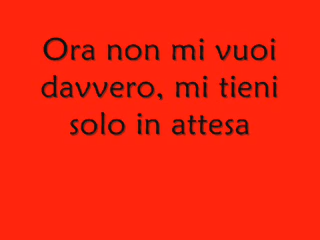 Ora non mi vuoi
davvero, mi tieni
solo in attesa